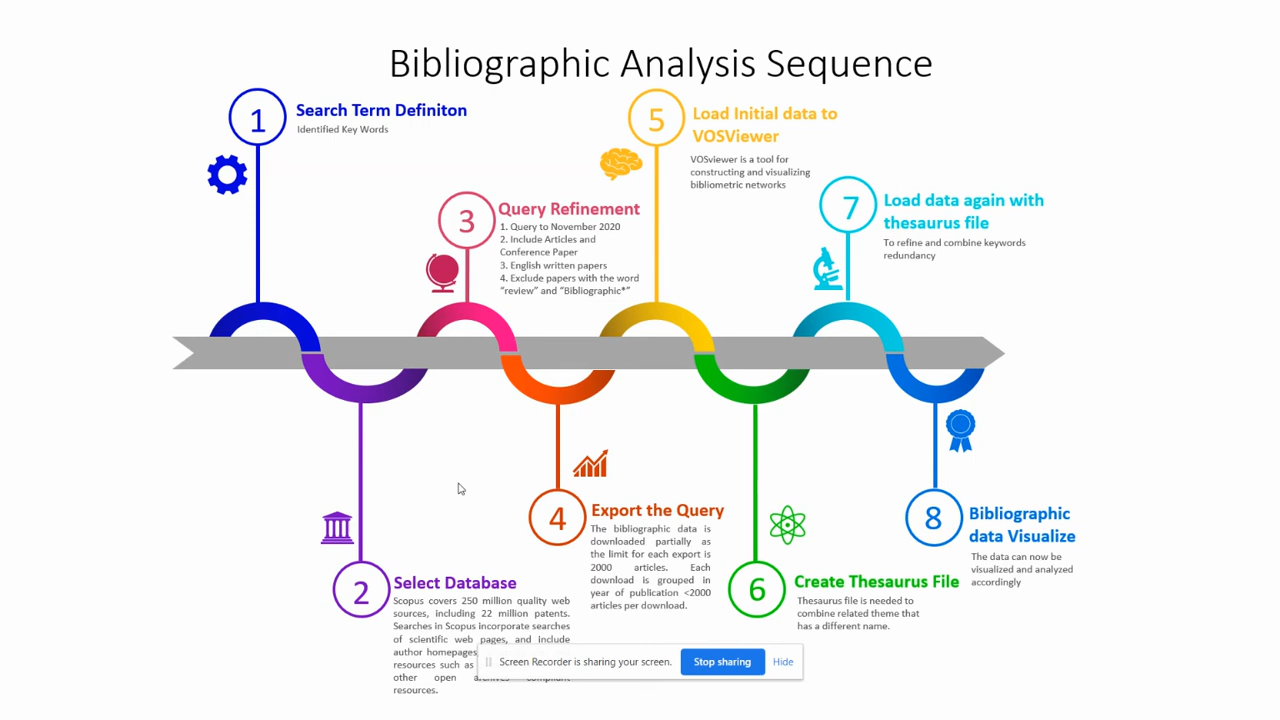 Bibliographic Analysis Sequence
1
Search Term Definiton
Identified Key Words
2
Select Database
Scopus covers 250 million quality web
sources, including 22 million patents.
Searches in Scopus incorporate searches
of scientific web pages, and include
author homepages,
resources such as
other open archives compliant
resources.
3
Query Refinement
1. Query to November 2020
2. Include Articles and
Conference Paper
3. English written papers
4. Exclude papers with the word
“review” and “Bibliographic*”
4
Export the Query
The bibliographic data is
downloaded partially as
the limit for each export is
2000 articles. Each
download is grouped in
year of publication <2000
articles per download.
5
Load Initial data to
VOSViewer
VOSviewer is a tool for
constructing and visualizing
bibliometric networks
6
Create Thesaurus File
Thesaurus file is needed to
combine related theme that
has a different name.
7
Load data again with
thesaurus file
To refine and combine keywords
redundancy
8
Bibliographic
data Visualize
The data can now be
visualized and analyzed
accordingly
Screen Recorder is sharing your screen.
Stop sharing
Hide